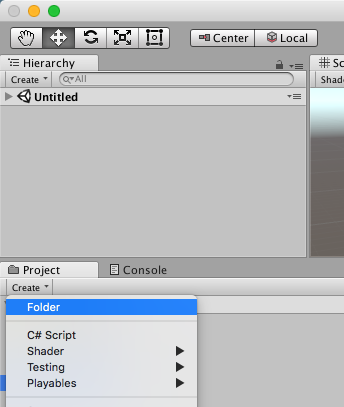 Center
Local
Hierarchy
Create
All
Untitled
Sc
Shade
Project
Console
Create
Folder
C# Script
Shader
Testing
Playables